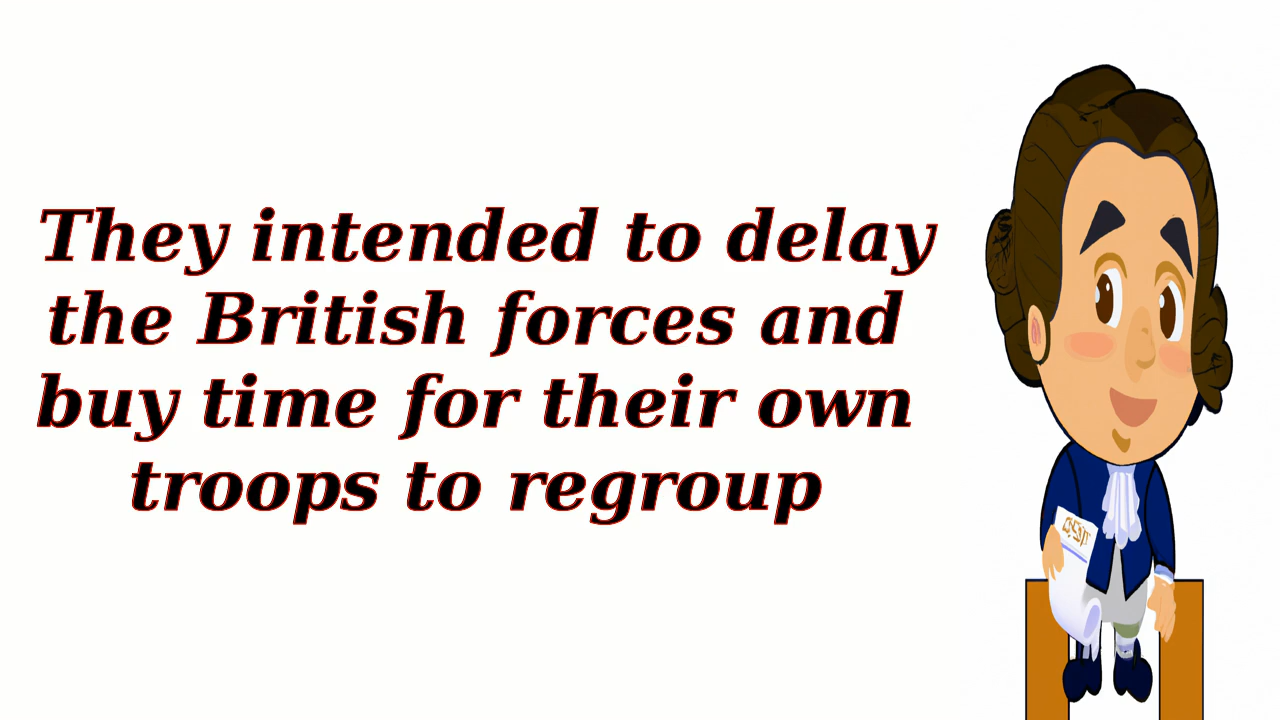 They intended to delay
the British forces and
buy time for their own
troops to regroup